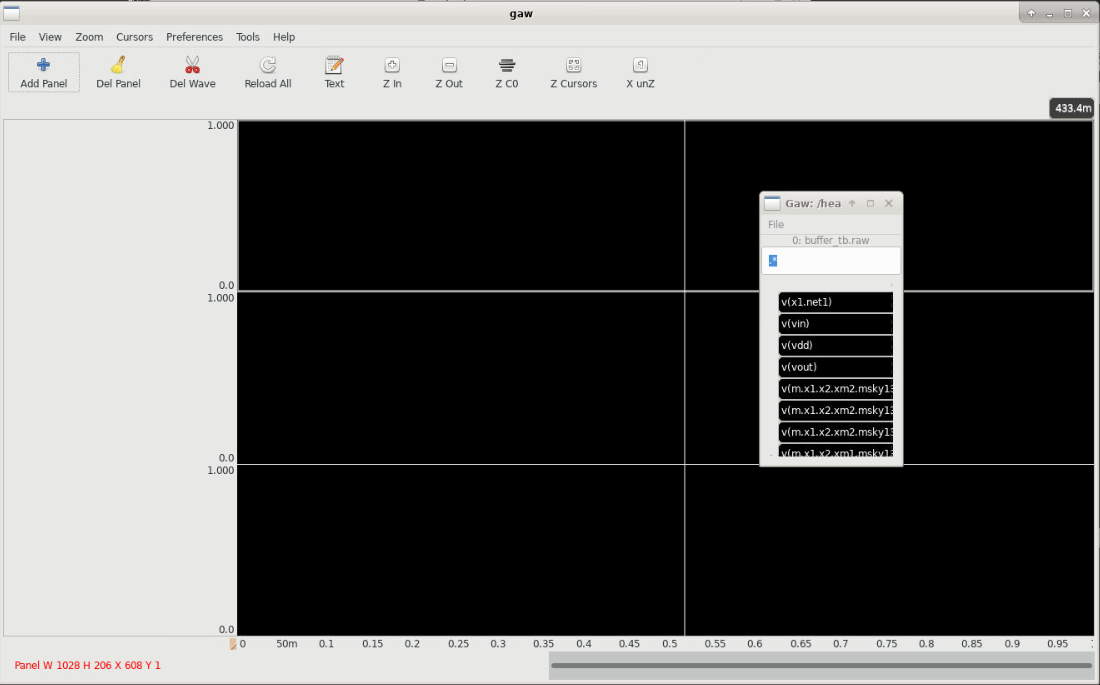 gaw
File View Zoom Cursors Preferences Tools Help
Add Panel Del Panel Del Wave Reload All Text Z In Z Out Z C0 Z Cursors X unZ
433.4m
1.000
Gaw: /hea
File
0: buffer_tb.raw
.*
0.0
1.000
v(x1.net1)
v(vin)
v(vdd)
v(vout)
v(m.x1.x2.xm2.msky13
v(m.x1.x2.xm2.msky13
v(m.x1.x2.xm2.msky13
v(m.x1.x2.xm1.msky13
0.0
1.000
0.0
0 50m 0.1 0.15 0.2 0.25 0.3 0.35 0.4 0.45 0.5 0.55 0.6 0.65 0.7 0.75 0.8 0.85 0.9 0.95
Panel W 1028 H 206 X 608 Y 1